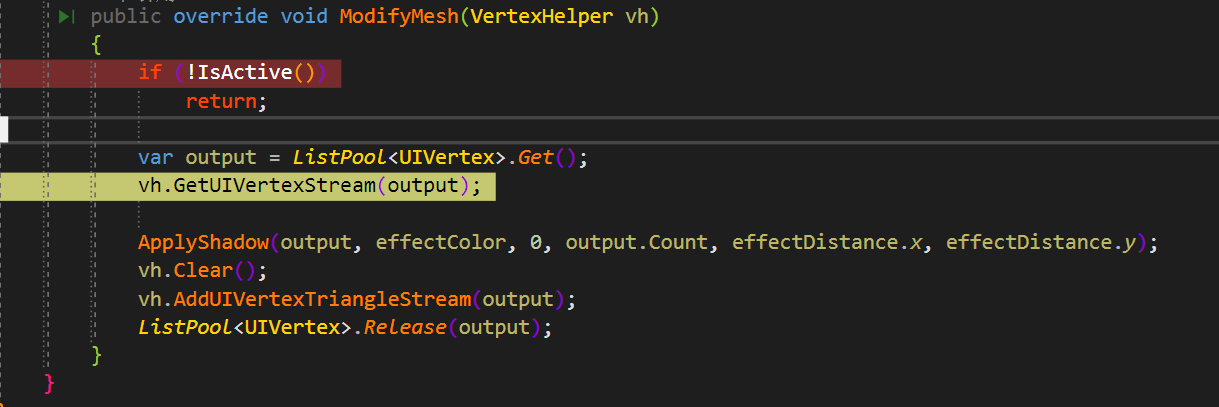 public override void ModifyMesh(VertexHelper vh)
{
if (!IsActive())
return;
var output = ListPool<UIVertex>.Get();
vh.GetUIVertexStream(output);
ApplyShadow(output, effectColor, 0, output.Count, effectDistance.x, effectDistance.y);
vh.Clear();
vh.AddUIVertexTriangleStream(output);
ListPool<UIVertex>.Release(output);
}
}